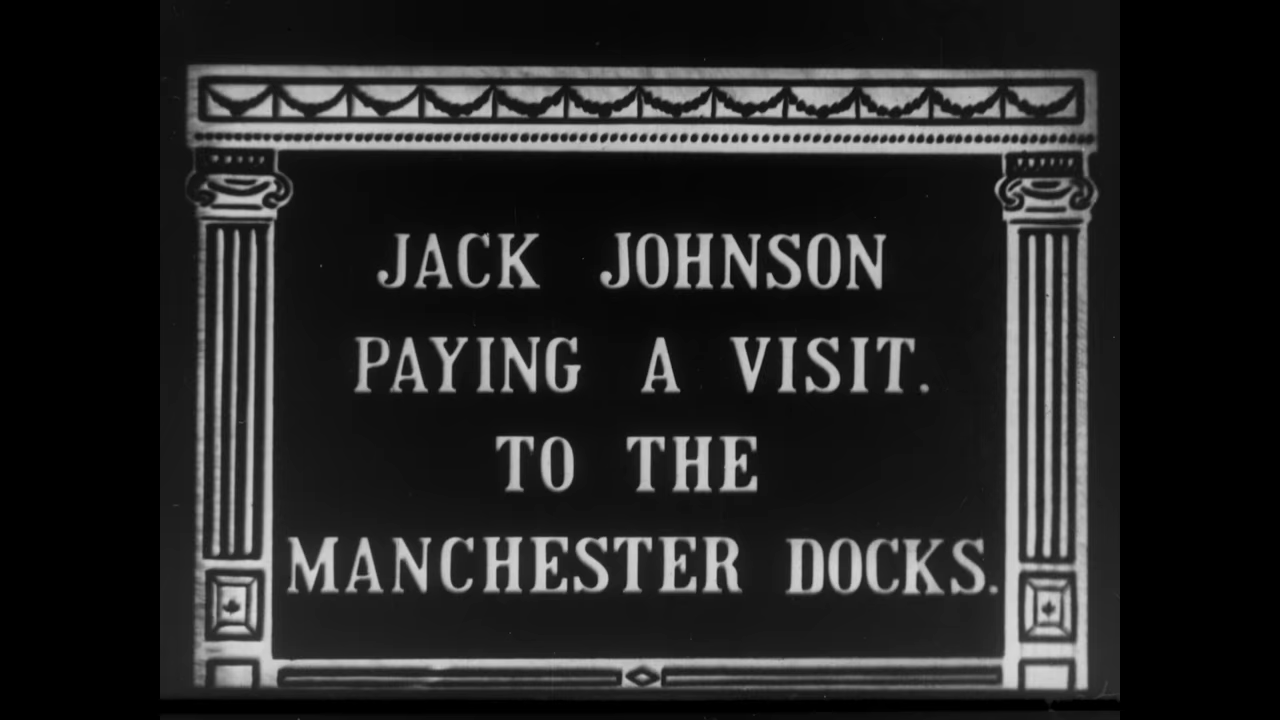 JACK JOHNSON
PAYING A VISIT.
TO THE
MANCHESTER DOCKS.